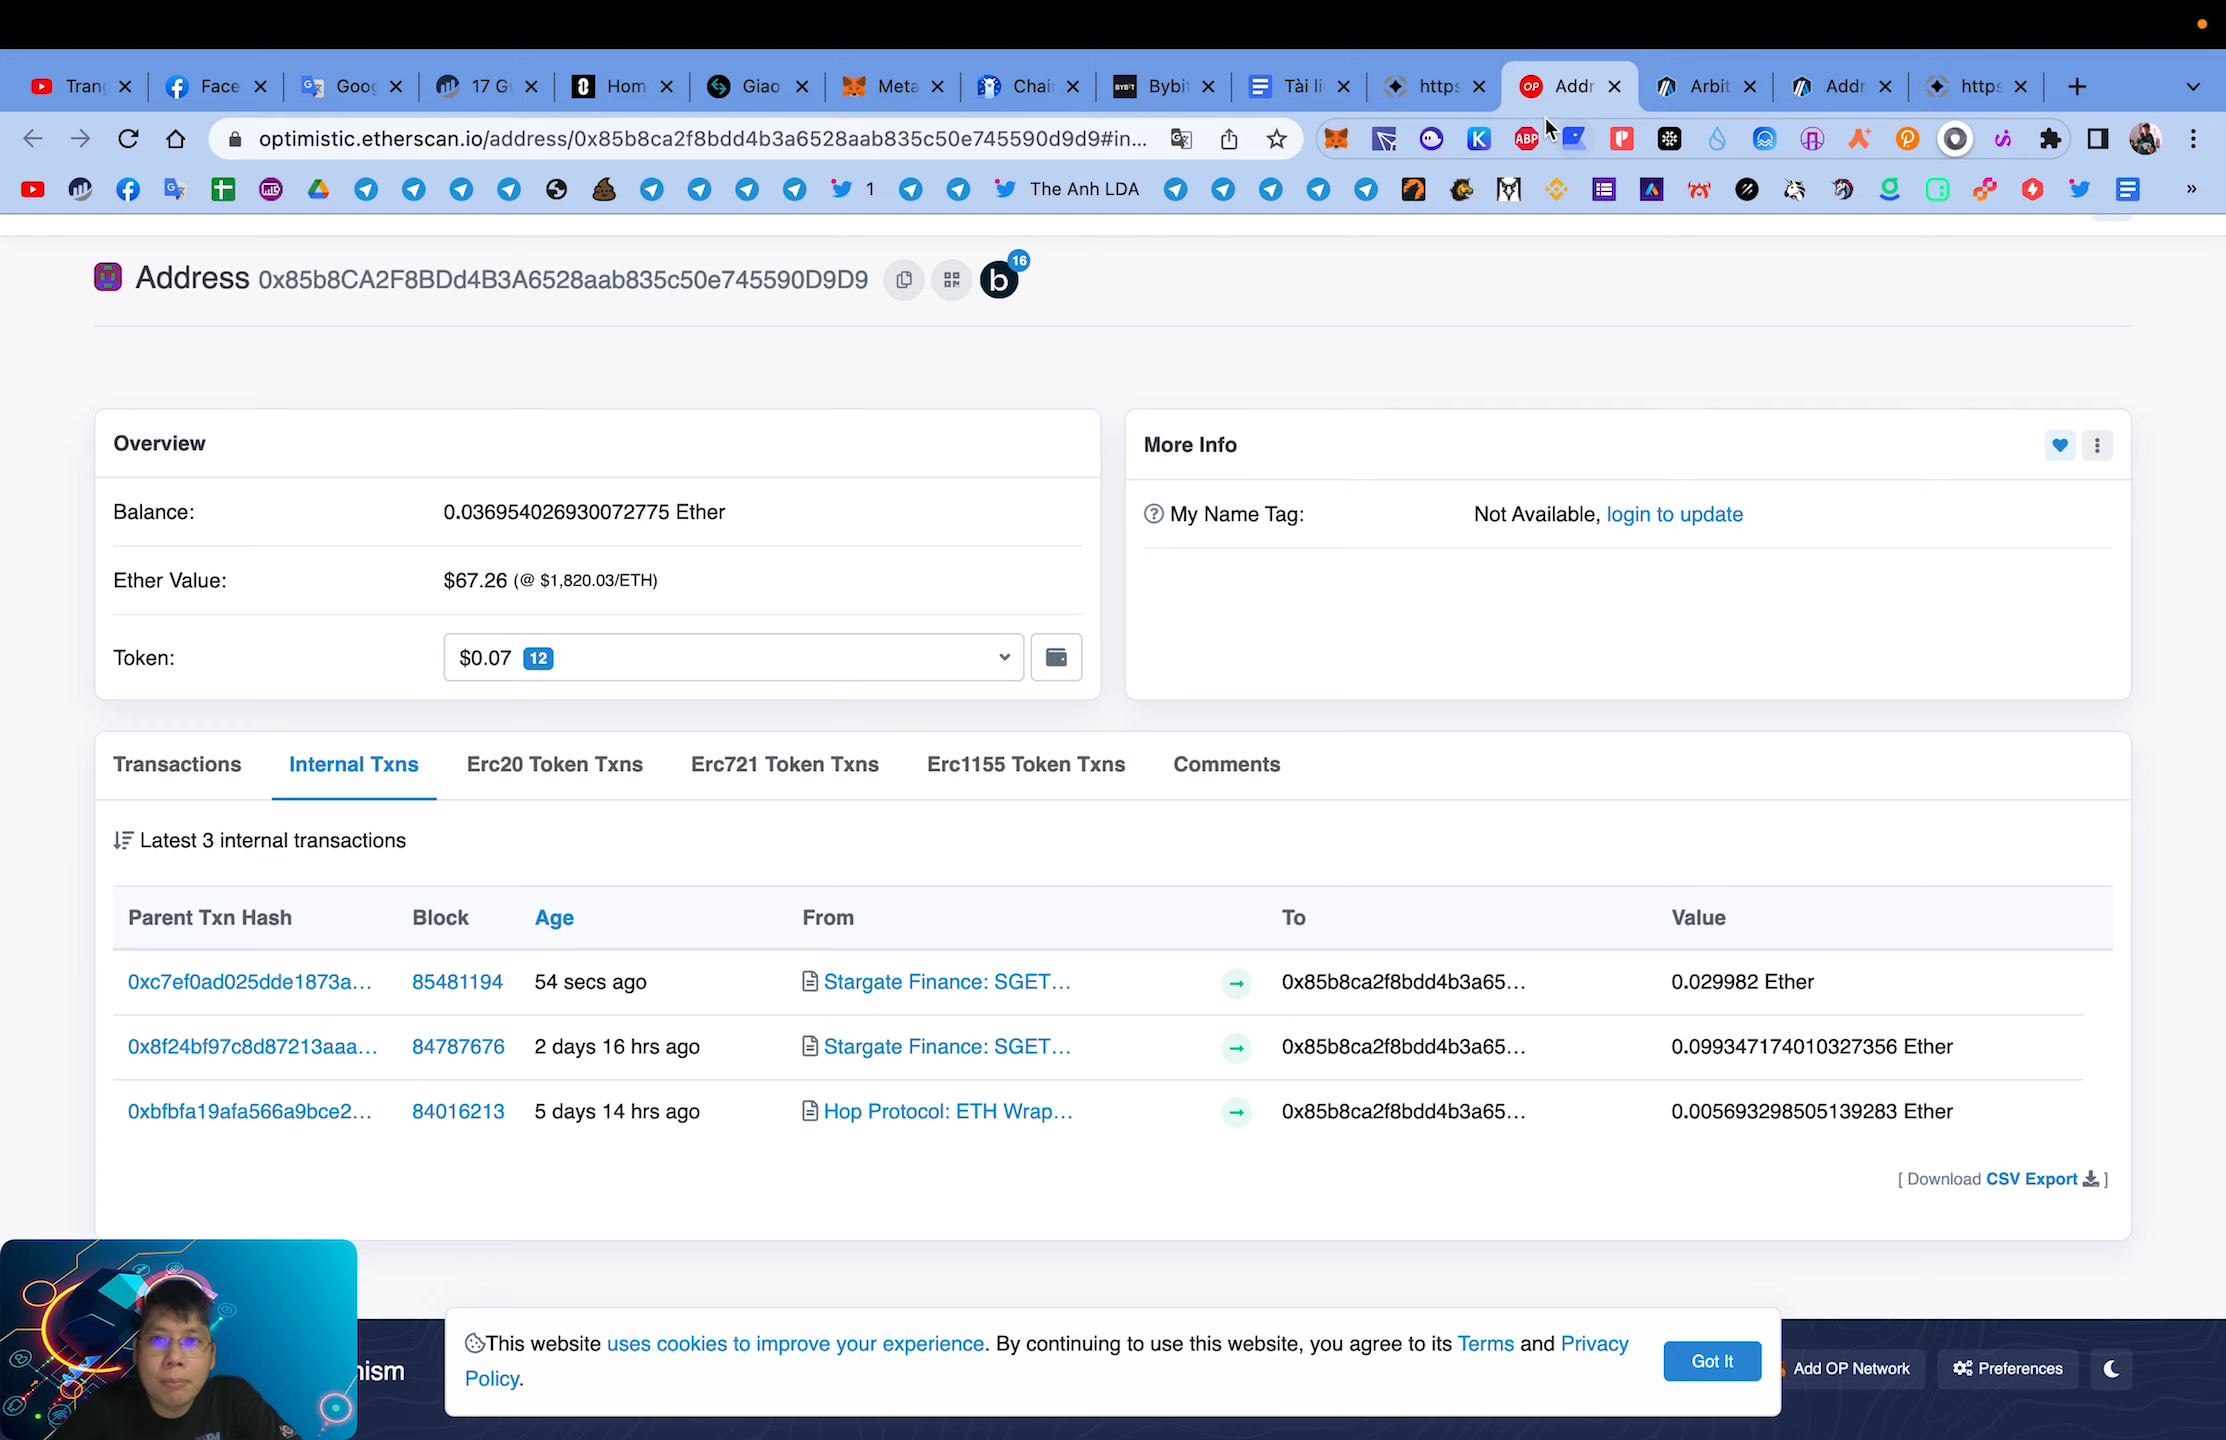 Tran
Face
Goog
17 G
Hom
Giao
Meta
Chai
Bybi
Tài li
https
Addr
Arbit
Addr
https
optimistic.etherscan.io/address/0x85b8ca2f8bdd4b3a6528aab835c50e745590d9d9#in...
ABP
1
The Anh LDA
»
Address 0x85b8CA2F8BDd4B3A6528aab835c50e745590D9D9
b 16
Overview
Balance: 0.036954026930072775 Ether
Ether Value: $67.26 (@ $1,820.03/ETH)
Token: $0.07 12
More Info
My Name Tag: Not Available, login to update
Transactions Internal Txns Erc20 Token Txns Erc721 Token Txns Erc1155 Token Txns Comments
Latest 3 internal transactions
Parent Txn Hash Block Age From To Value
0xc7ef0ad025dde1873a... 85481194 54 secs ago Stargate Finance: SGET... 0x85b8ca2f8bdd4b3a65... 0.029982 Ether
0x8f24bf97c8d87213aaa... 84787676 2 days 16 hrs ago Stargate Finance: SGET... 0x85b8ca2f8bdd4b3a65... 0.099347174010327356 Ether
0xbfbfa19afa566a9bce2... 84016213 5 days 14 hrs ago Hop Protocol: ETH Wrap... 0x85b8ca2f8bdd4b3a65... 0.005693298505139283 Ether
[ Download CSV Export ]
This website uses cookies to improve your experience. By continuing to use this website, you agree to its Terms and Privacy
Policy.
Got It
nism
Add OP Network
Preferences